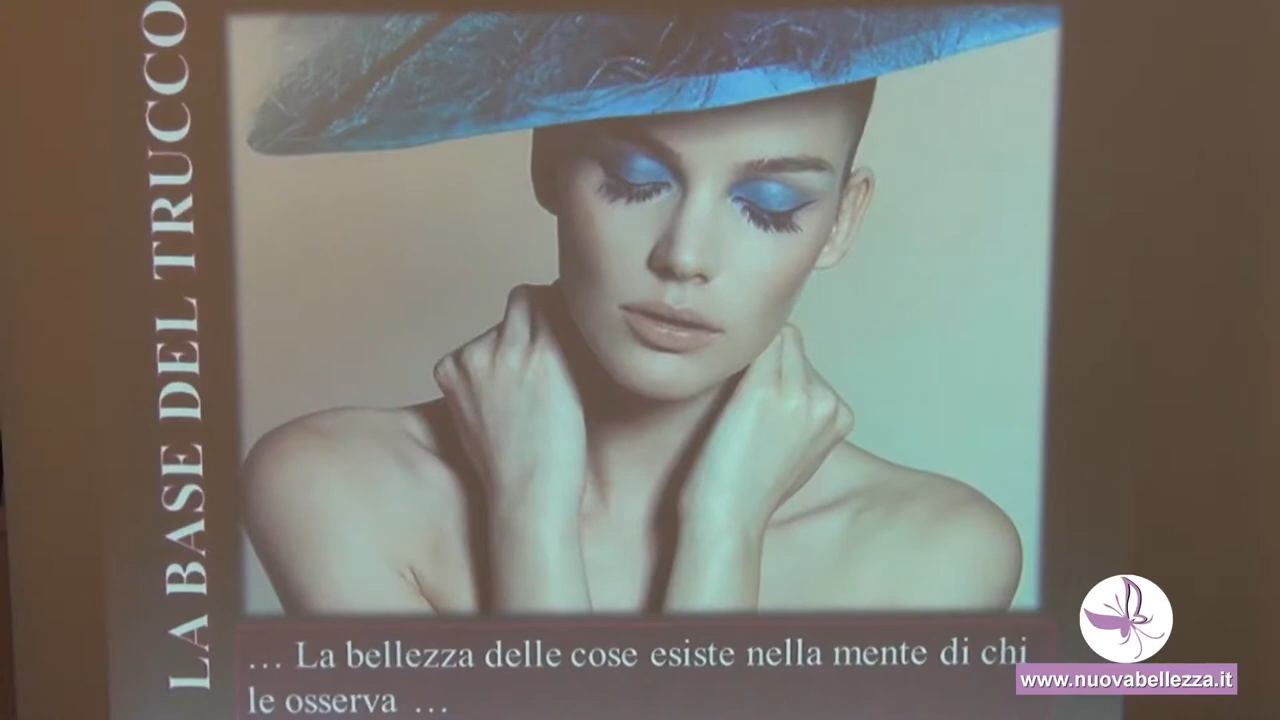 LA BASE DEL TRUCCO
… La bellezza delle cose esiste nella mente di chi
le osserva …
www.nuovabellezza.it